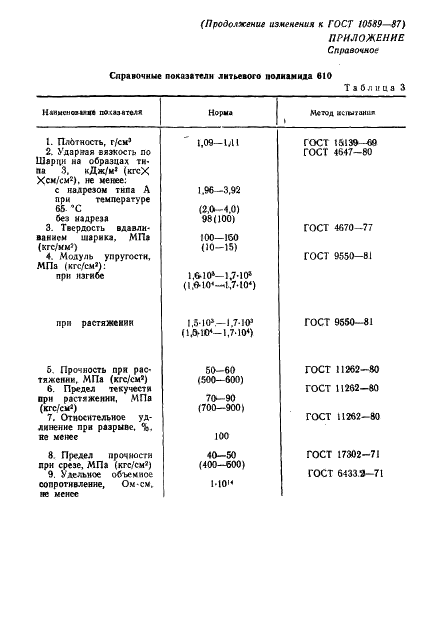 (Продолжение изменения к ГОСТ 10589—87)
ПРИЛОЖЕНИЕ
Справочное
Справочные показатели литьевого полиамида 610
Таблица 3
Наименование показателя Норма Метод испытания
1. Плотность, г/см³ 1,09—1,11 ГОСТ 15139—69
2. Ударная вязкость по ГОСТ 4647—80
Шарпи на образцах ти-
па 3, кДж/м² (кгс×
×см/см²), не менее:
с надрезом типа А 1,96—3,92
при температуре
65 °С (2,0—4,0)
без надреза 98(100)
3. Твердость вдавли- ГОСТ 4670—77
ванием шарика, МПа 100—150
(кгс/мм²) (10—15)
4. Модуль упругости, ГОСТ 9550—81
МПа (кгс/см²):
при изгибе 1,6·10³—1,7·10³
(1,6·10⁴—1,7·10⁴)
при растяжении 1,5·10³—1,7·10³ ГОСТ 9550—81
(1,5·10⁴—1,7·10⁴)
5. Прочность при рас- 50—60 ГОСТ 11262—80
тяжении, МПа (кгс/см²) (500—600)
6. Предел текучести ГОСТ 11262—80
при растяжении, МПа 70—90
(кгс/см²) (700—900)
7. Относительное уд- ГОСТ 11262—80
линение при разрыве, %,
не менее 100
8. Предел прочности 40—50 ГОСТ 17302—71
при срезе, МПа (кгс/см²) (400—500)
9. Удельное объемное ГОСТ 6433.2—71
сопротивление, Ом·см, 1·10¹⁴
не менее